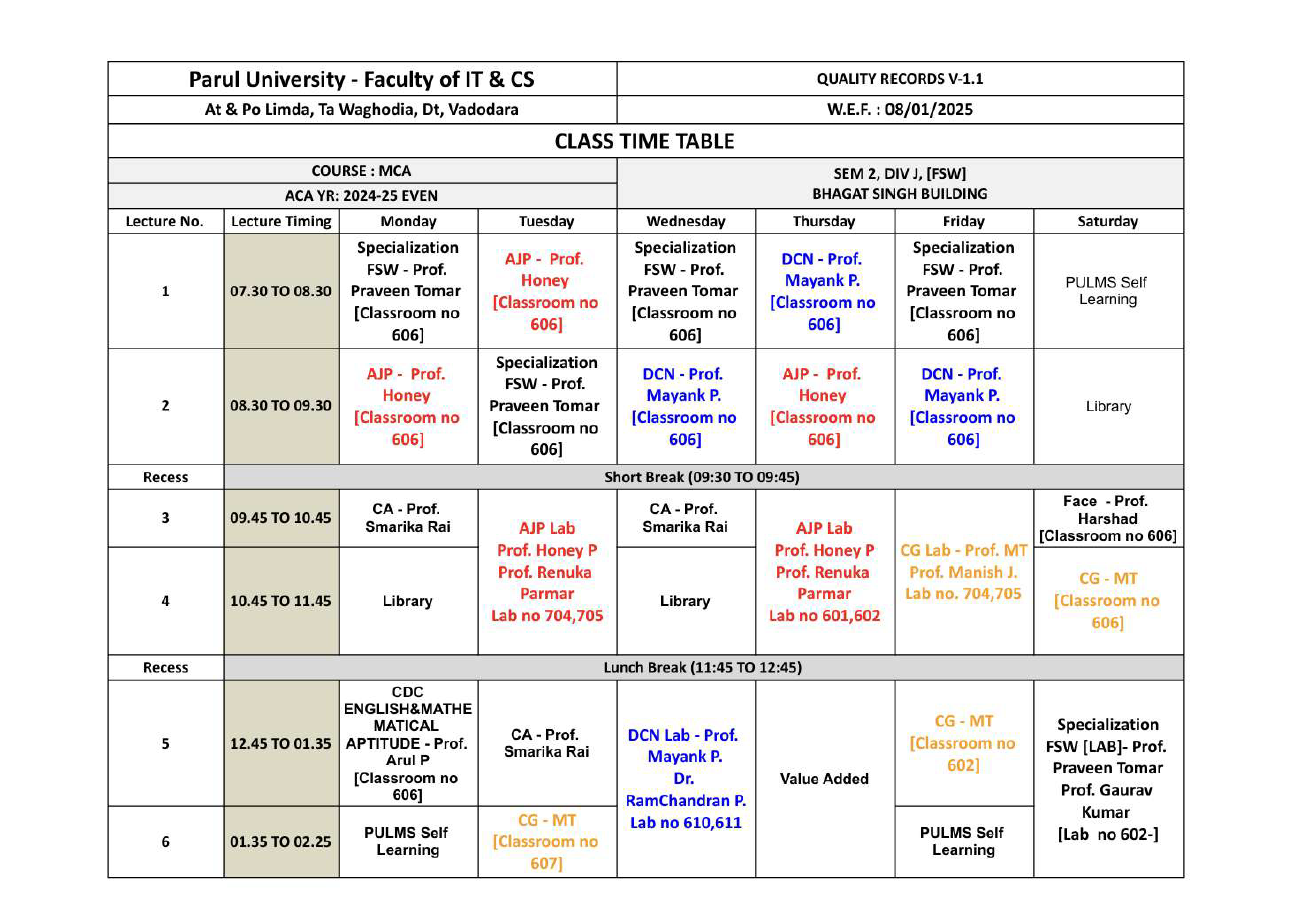 Parul University - Faculty of IT & CS
QUALITY RECORDS V-1.1
At & Po Limda, Ta Waghodia, Dt, Vadodara
W.E.F. : 08/01/2025
CLASS TIME TABLE
COURSE : MCA
ACA YR: 2024-25 EVEN
SEM 2, DIV J, [FSW]
BHAGAT SINGH BUILDING
Lecture No.
Lecture Timing
Monday
Tuesday
Wednesday
Thursday
Friday
Saturday
1
07.30 TO 08.30
Specialization
FSW - Prof.
Praveen Tomar
[Classroom no
606]
AJP - Prof.
Honey
[Classroom no
606]
Specialization
FSW - Prof.
Praveen Tomar
[Classroom no
606]
DCN - Prof.
Mayank P.
[Classroom no
606]
Specialization
FSW - Prof.
Praveen Tomar
[Classroom no
606]
PULMS Self
Learning
2
08.30 TO 09.30
AJP - Prof.
Honey
[Classroom no
606]
Specialization
FSW - Prof.
Praveen Tomar
[Classroom no
606]
DCN - Prof.
Mayank P.
[Classroom no
606]
AJP - Prof.
Honey
[Classroom no
606]
DCN - Prof.
Mayank P.
[Classroom no
606]
Library
Recess
Short Break (09:30 TO 09:45)
3
09.45 TO 10.45
CA - Prof.
Smarika Rai
AJP Lab
Prof. Honey P
Prof. Renuka
Parmar
Lab no 704,705
CA - Prof.
Smarika Rai
AJP Lab
Prof. Honey P
Prof. Renuka
Parmar
Lab no 601,602
CG Lab - Prof. MT
Prof. Manish J.
Lab no. 704,705
Face - Prof.
Harshad
[Classroom no 606]
4
10.45 TO 11.45
Library
Library
CG - MT
[Classroom no
606]
Recess
Lunch Break (11:45 TO 12:45)
5
12.45 TO 01.35
CDC
ENGLISH&MATHE
MATICAL
APTITUDE - Prof.
Arul P
[Classroom no
606]
CA - Prof.
Smarika Rai
DCN Lab - Prof.
Mayank P.
Dr.
RamChandran P.
Lab no 610,611
Value Added
CG - MT
[Classroom no
602]
Specialization
FSW [LAB]- Prof.
Praveen Tomar
Prof. Gaurav
Kumar
[Lab no 602-]
6
01.35 TO 02.25
PULMS Self
Learning
CG - MT
[Classroom no
607]
PULMS Self
Learning